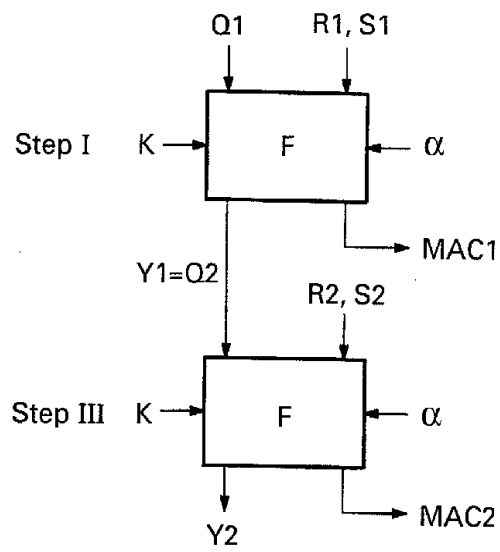 Q1
R1, S1
Step I K F α
MAC1
Y1=Q2
R2, S2
Step III K F α
MAC2
Y2